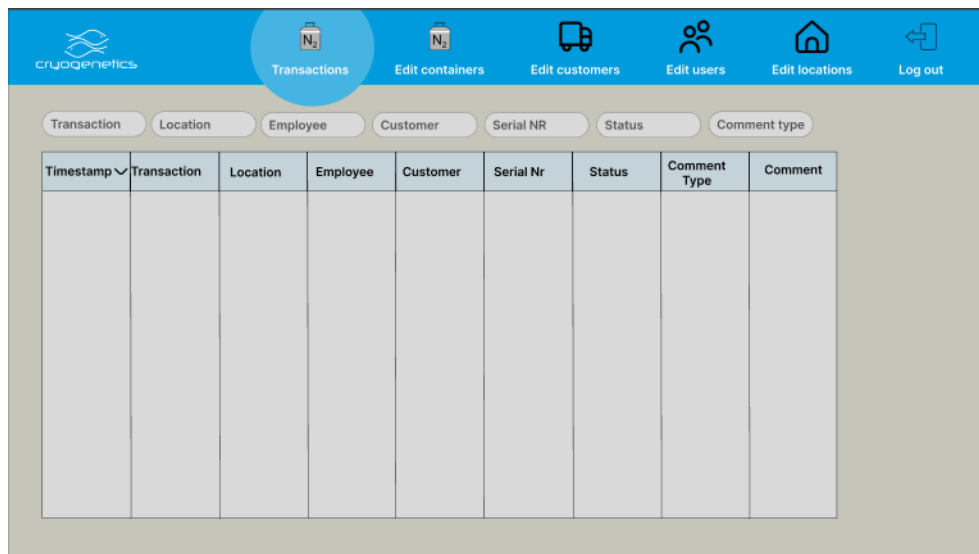 cryogenetics
N2
Transactions
N2
Edit containers
Edit customers
Edit users
Edit locations
Log out
Transaction
Location
Employee
Customer
Serial NR
Status
Comment type
Timestamp
Transaction
Location
Employee
Customer
Serial Nr
Status
Comment
Type
Comment